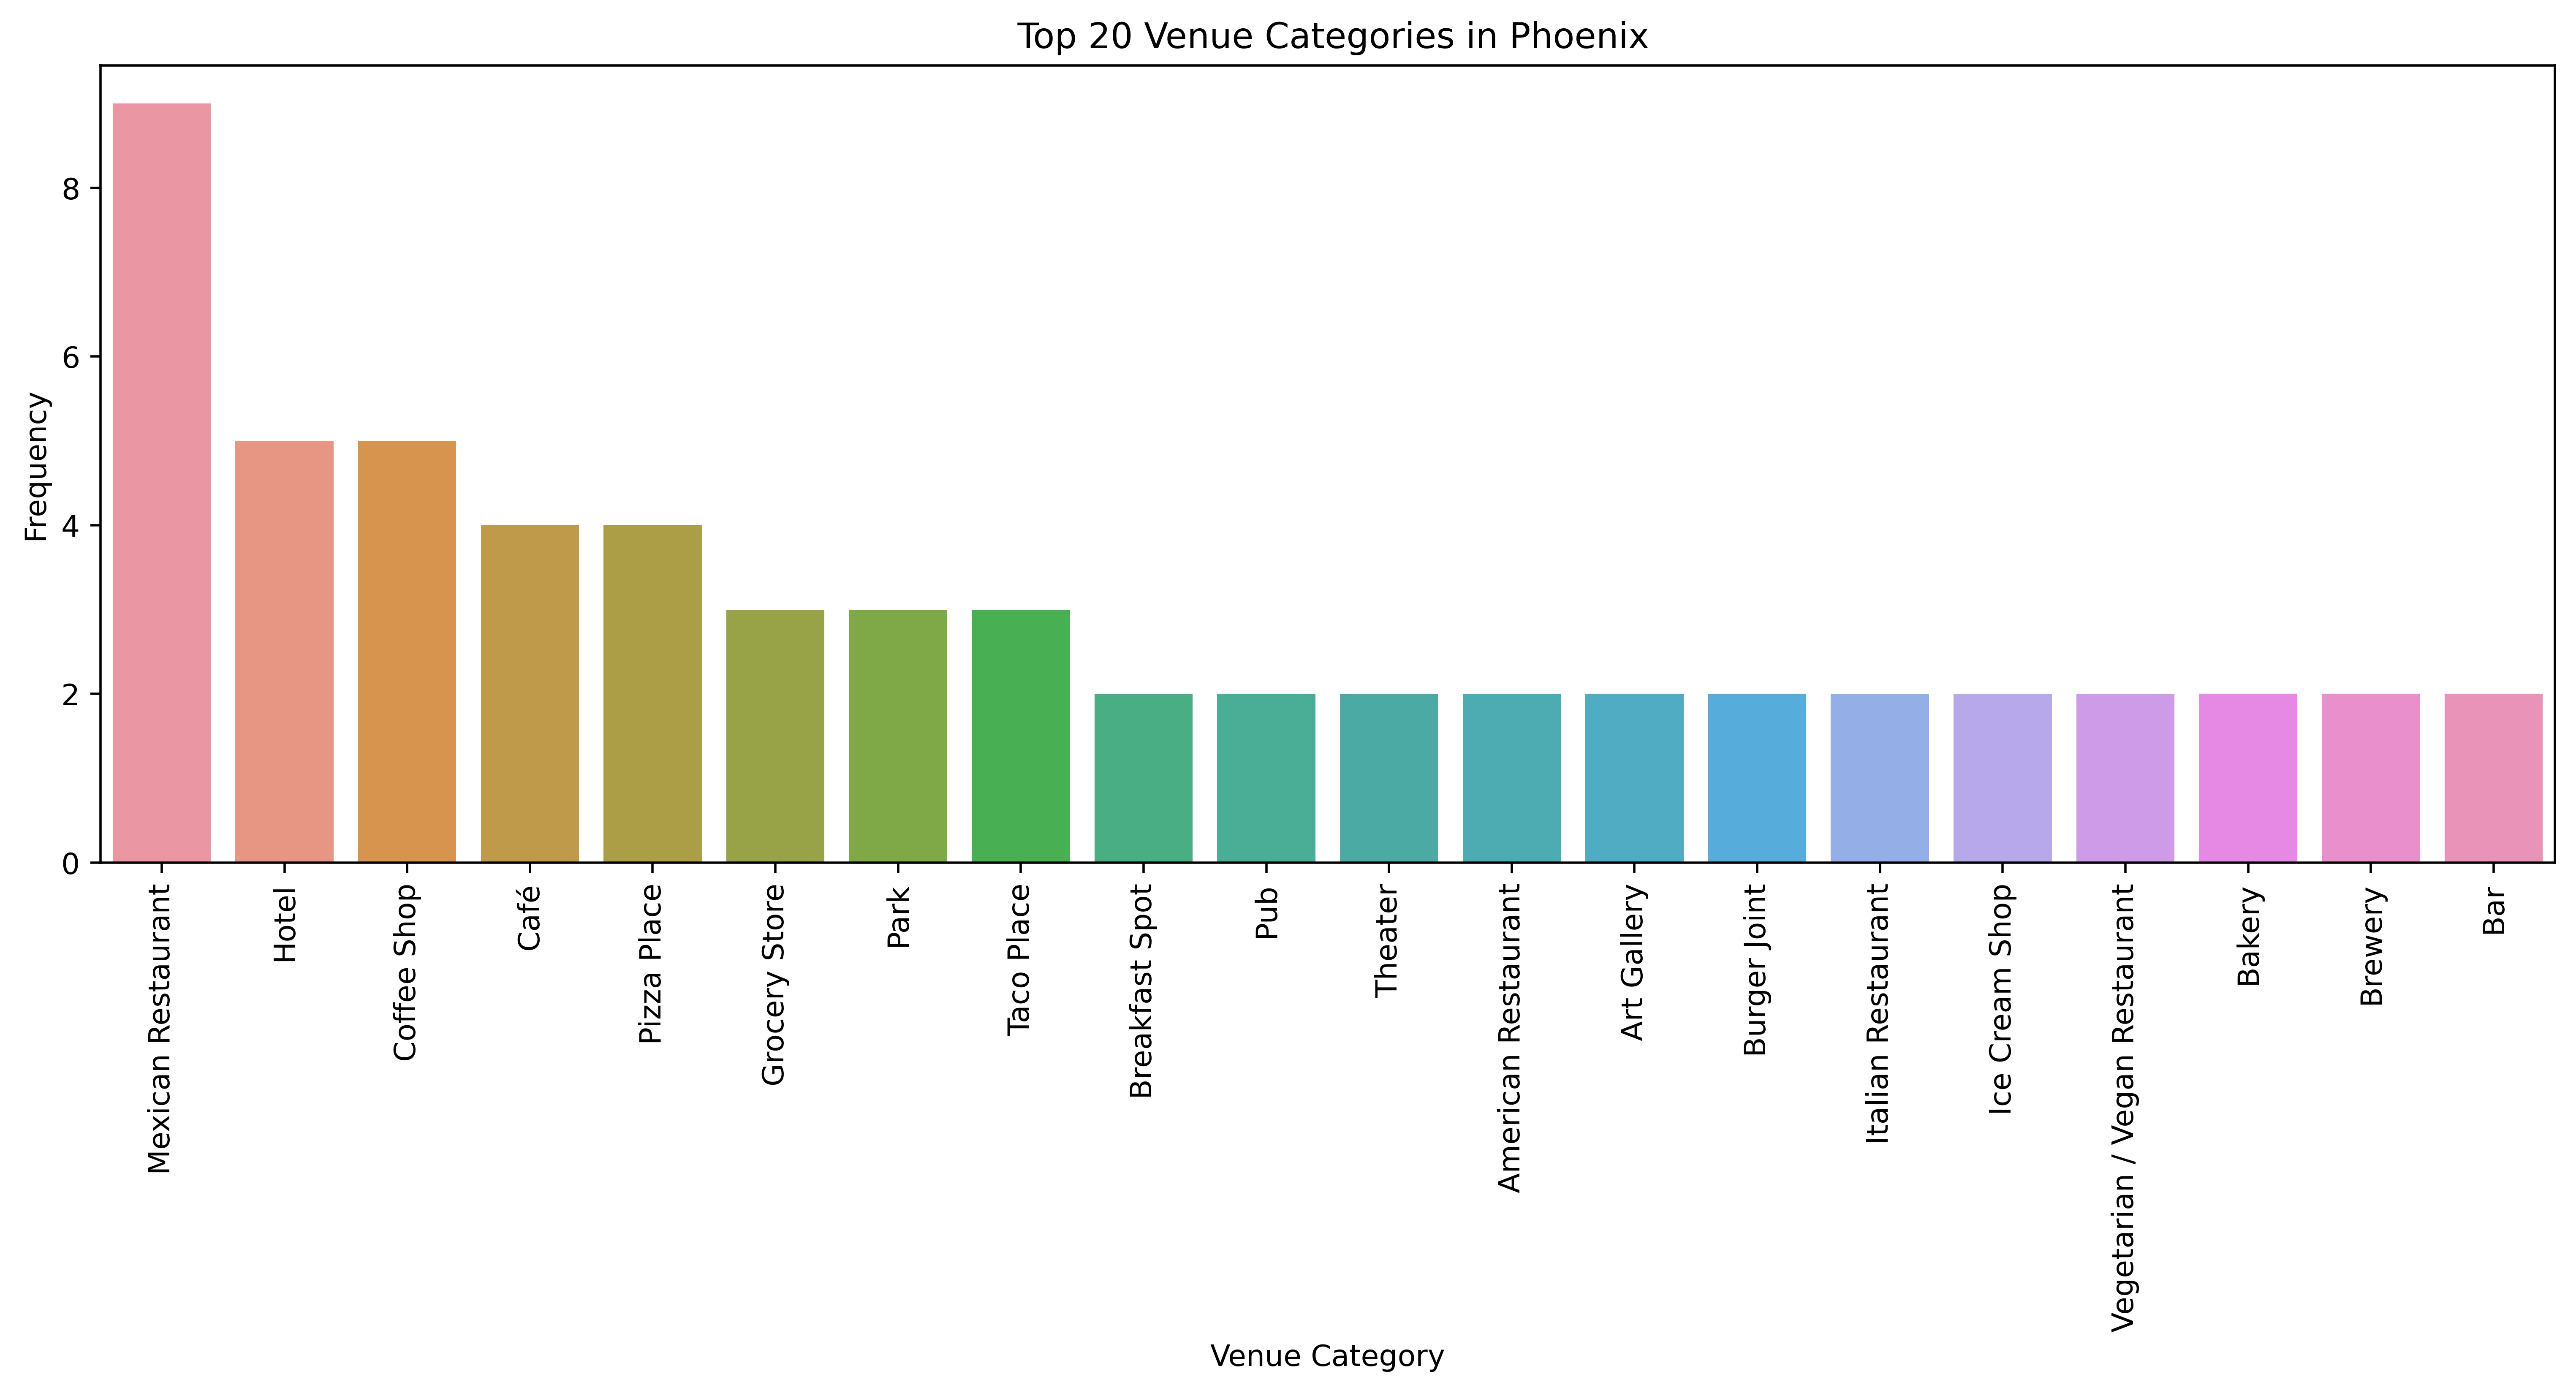 Top 20 Venue Categories in Phoenix
Frequency
8
6
4
2
0
Mexican Restaurant
Hotel
Coffee Shop
Café
Pizza Place
Grocery Store
Park
Taco Place
Breakfast Spot
Pub
Theater
American Restaurant
Art Gallery
Burger Joint
Italian Restaurant
Ice Cream Shop
Vegetarian / Vegan Restaurant
Bakery
Brewery
Bar
Venue Category